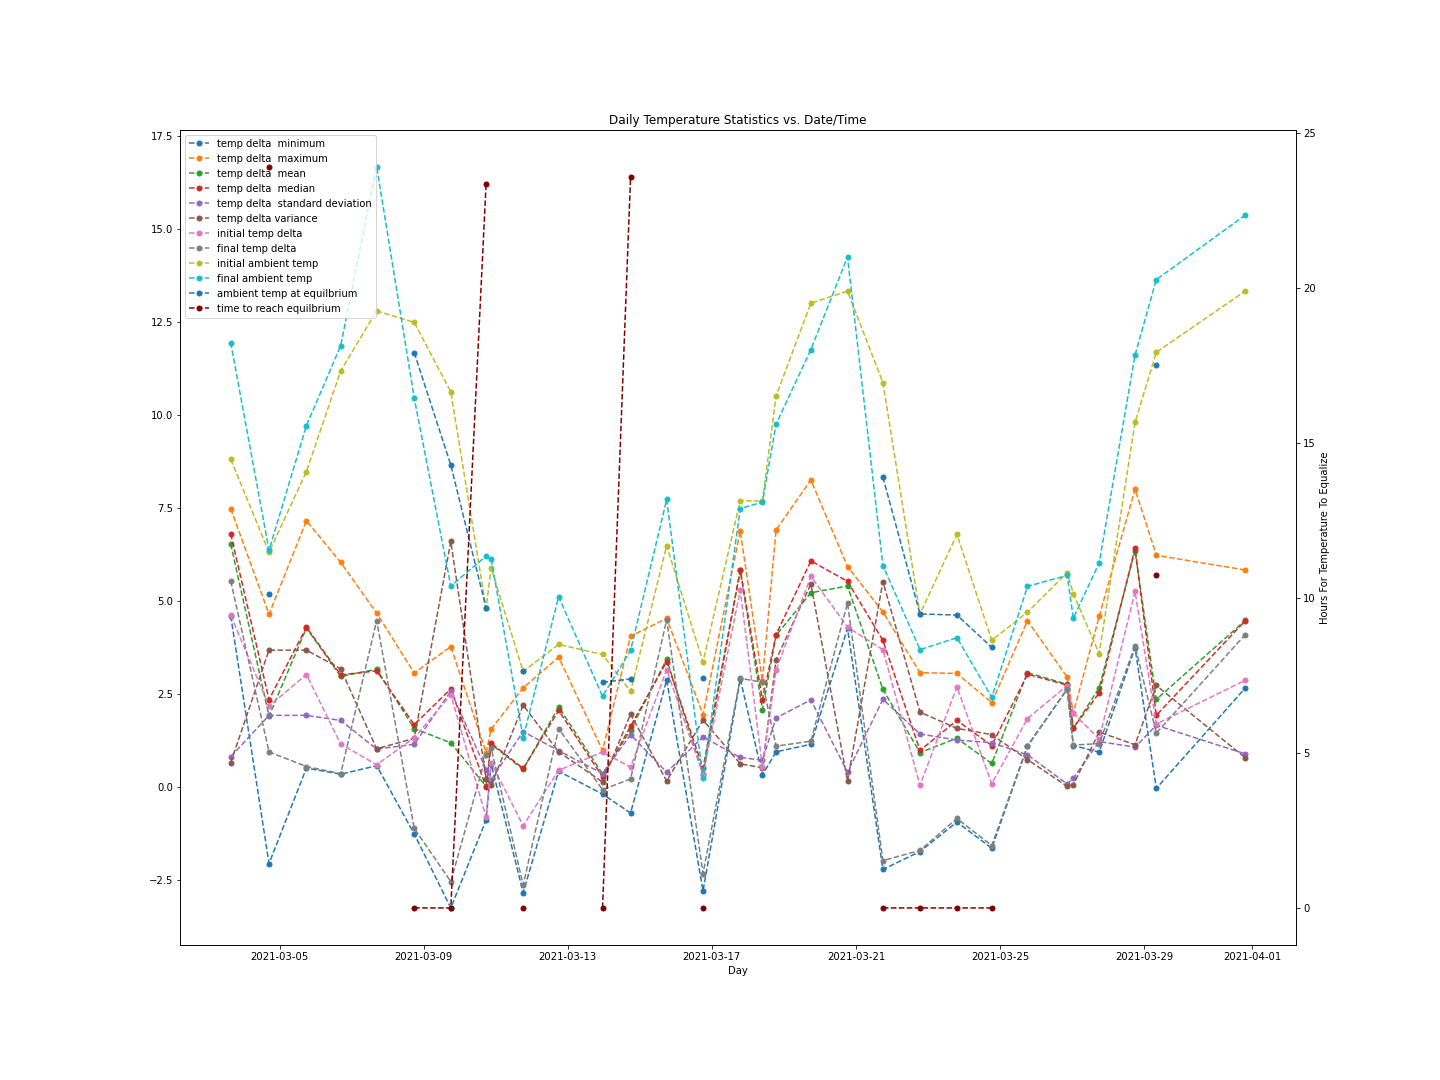 Daily Temperature Statistics vs. Date/Time
17.5
15.0
12.5
10.0
7.5
5.0
2.5
0.0
−2.5
temp delta  minimum
temp delta  maximum
temp delta  mean
temp delta  median
temp delta  standard deviation
temp delta variance
initial temp delta
final temp delta
initial ambient temp
final ambient temp
ambient temp at equilbrium
time to reach equilbrium
25
20
15
10
5
0
Hours For Temperature To Equalize
2021-03-05
2021-03-09
2021-03-13
2021-03-17
2021-03-21
2021-03-25
2021-03-29
2021-04-01
Day